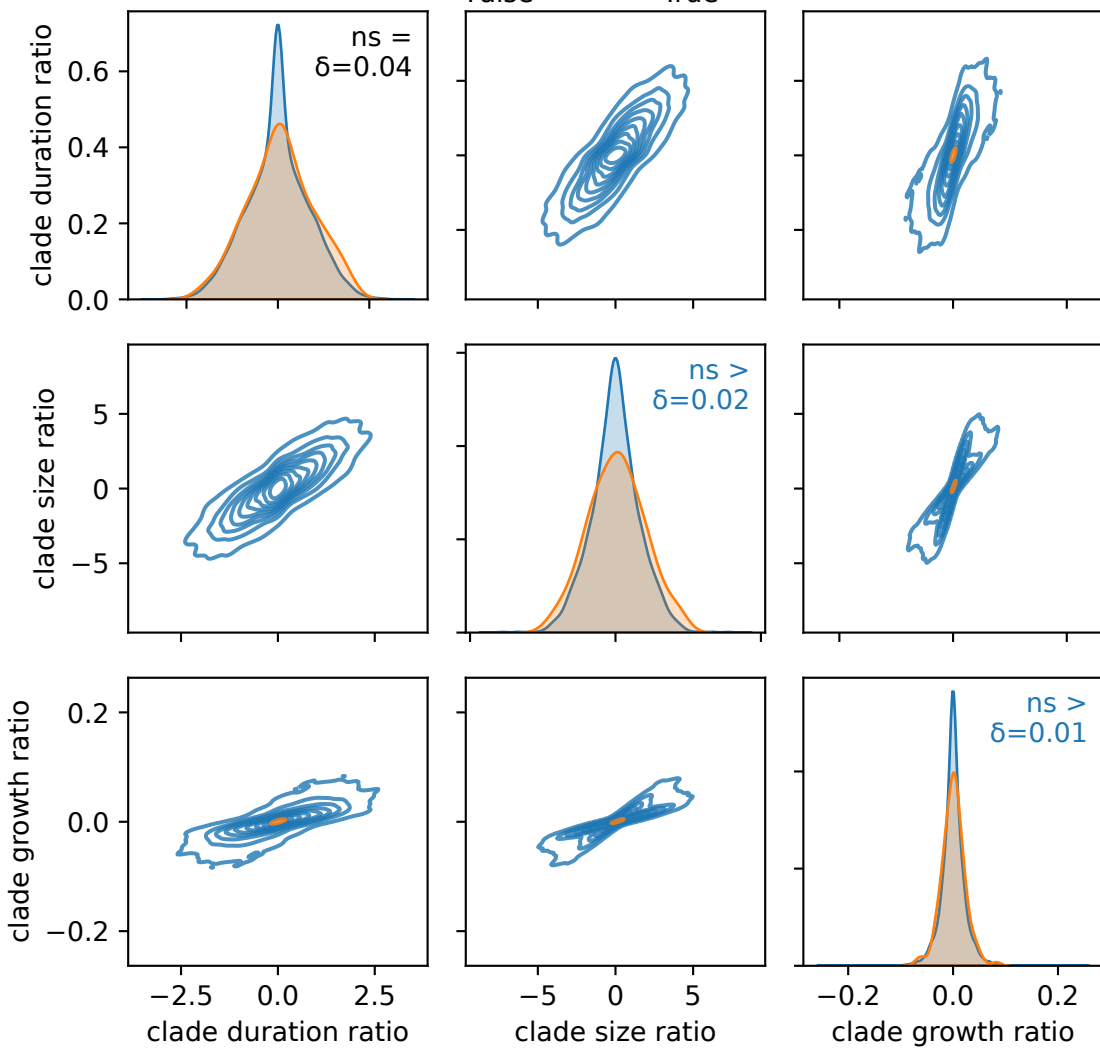 clade duration ratio
0.6
0.4
0.2
0.0
ns =
δ=0.04
clade size ratio
5
0
−5
ns >
δ=0.02
clade growth ratio
0.2
0.0
−0.2
ns >
δ=0.01
−2.5 0.0 2.5
−5 0 5
−0.2 0.0 0.2
clade duration ratio
clade size ratio
clade growth ratio